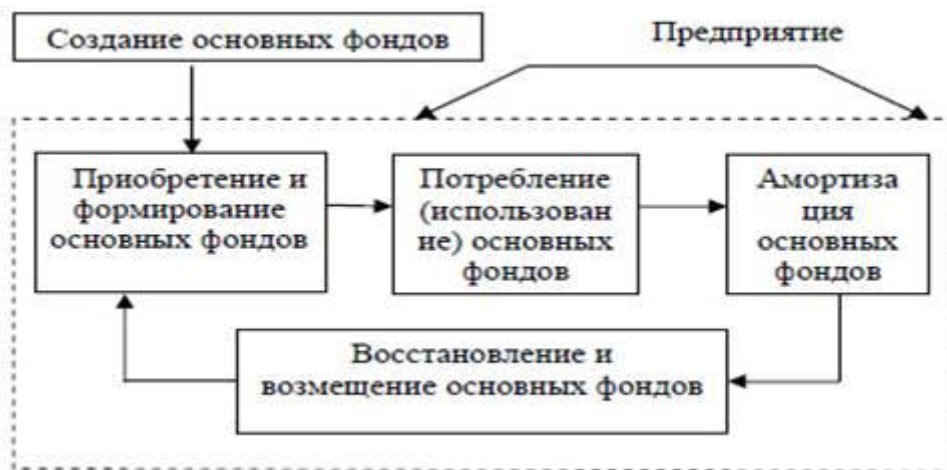 Создание основных фондов
Предприятие
Приобретение и
формирование
основных фондов
Потребление
(использован
ие) основных
фондов
Амортиза
ция
основных
фондов
Восстановление и
возмещение основных фондов